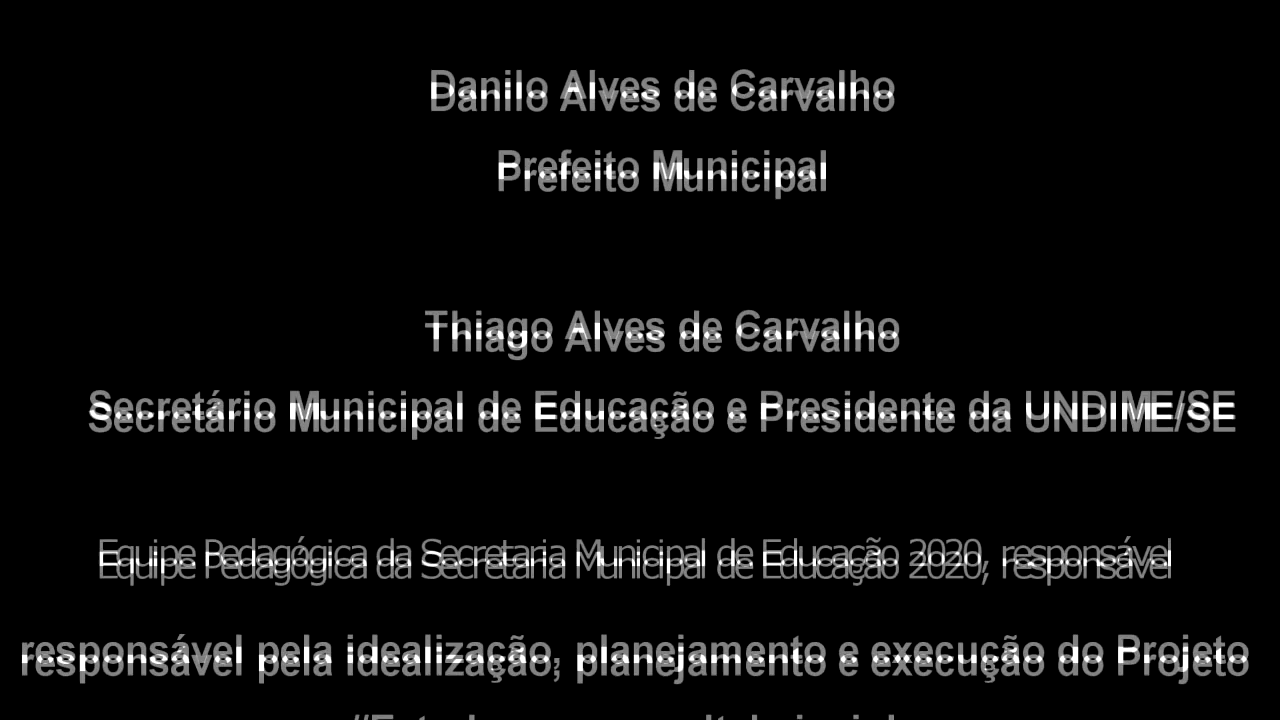 Danilo Alves de Carvalho
Prefeito Municipal
Thiago Alves de Carvalho
Secretário Municipal de Educação e Presidente da UNDIME/SE
Equipe Pedagógica da Secretaria Municipal de Educação 2020, responsável
responsável pela idealização, planejamento e execução do Projeto